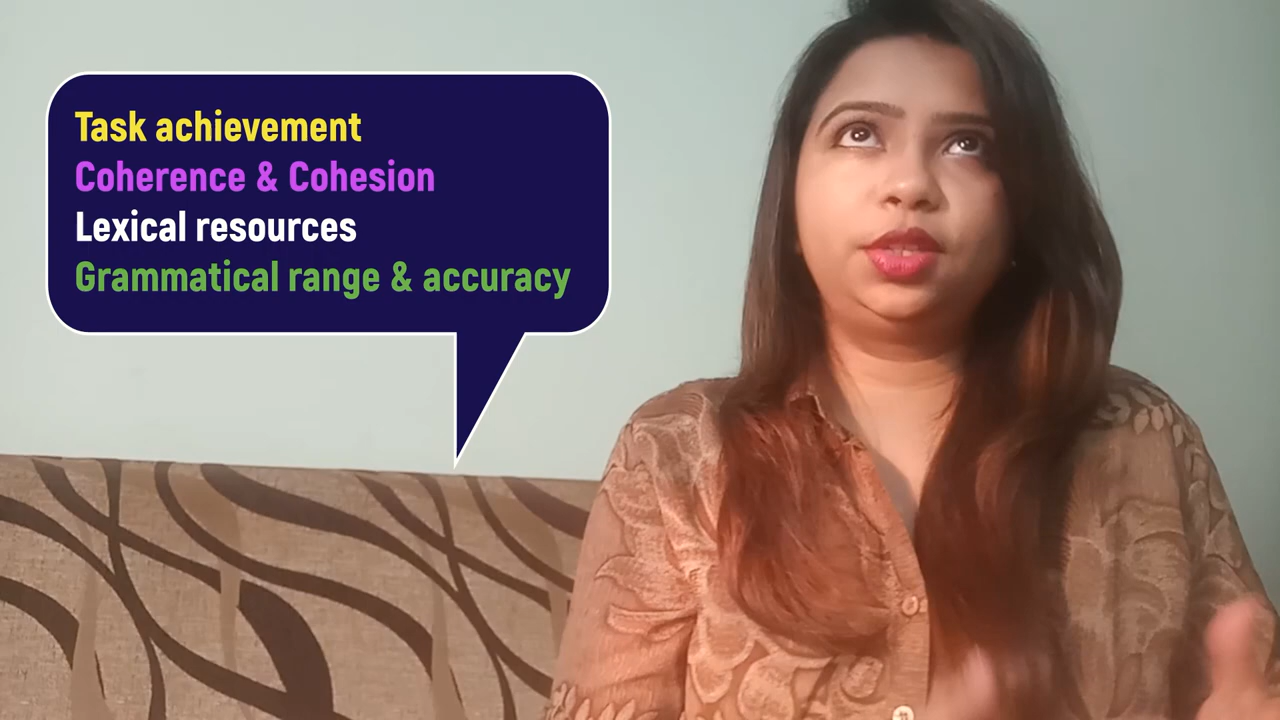 Task achievement
Coherence & Cohesion
Lexical resources
Grammatical range & accuracy